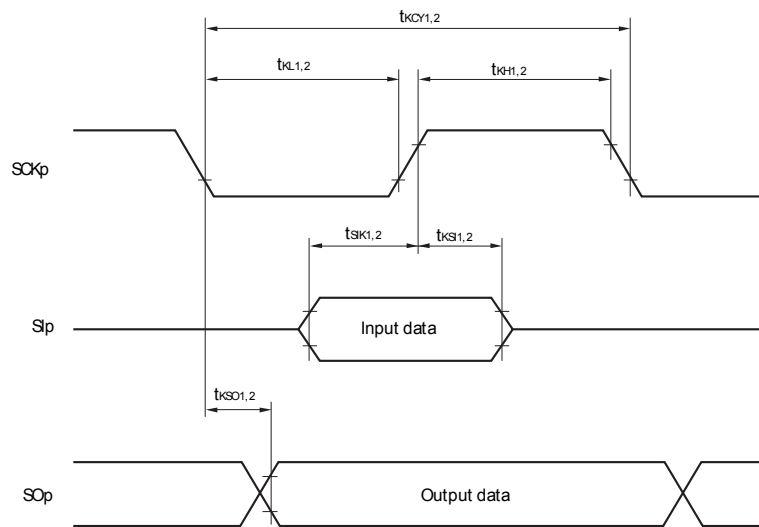 tKCY1,2
tKL1,2
tKH1,2
SCKp
tSIK1,2
tKSI1,2
SIp
Input data
tKSO1,2
SOp
Output data